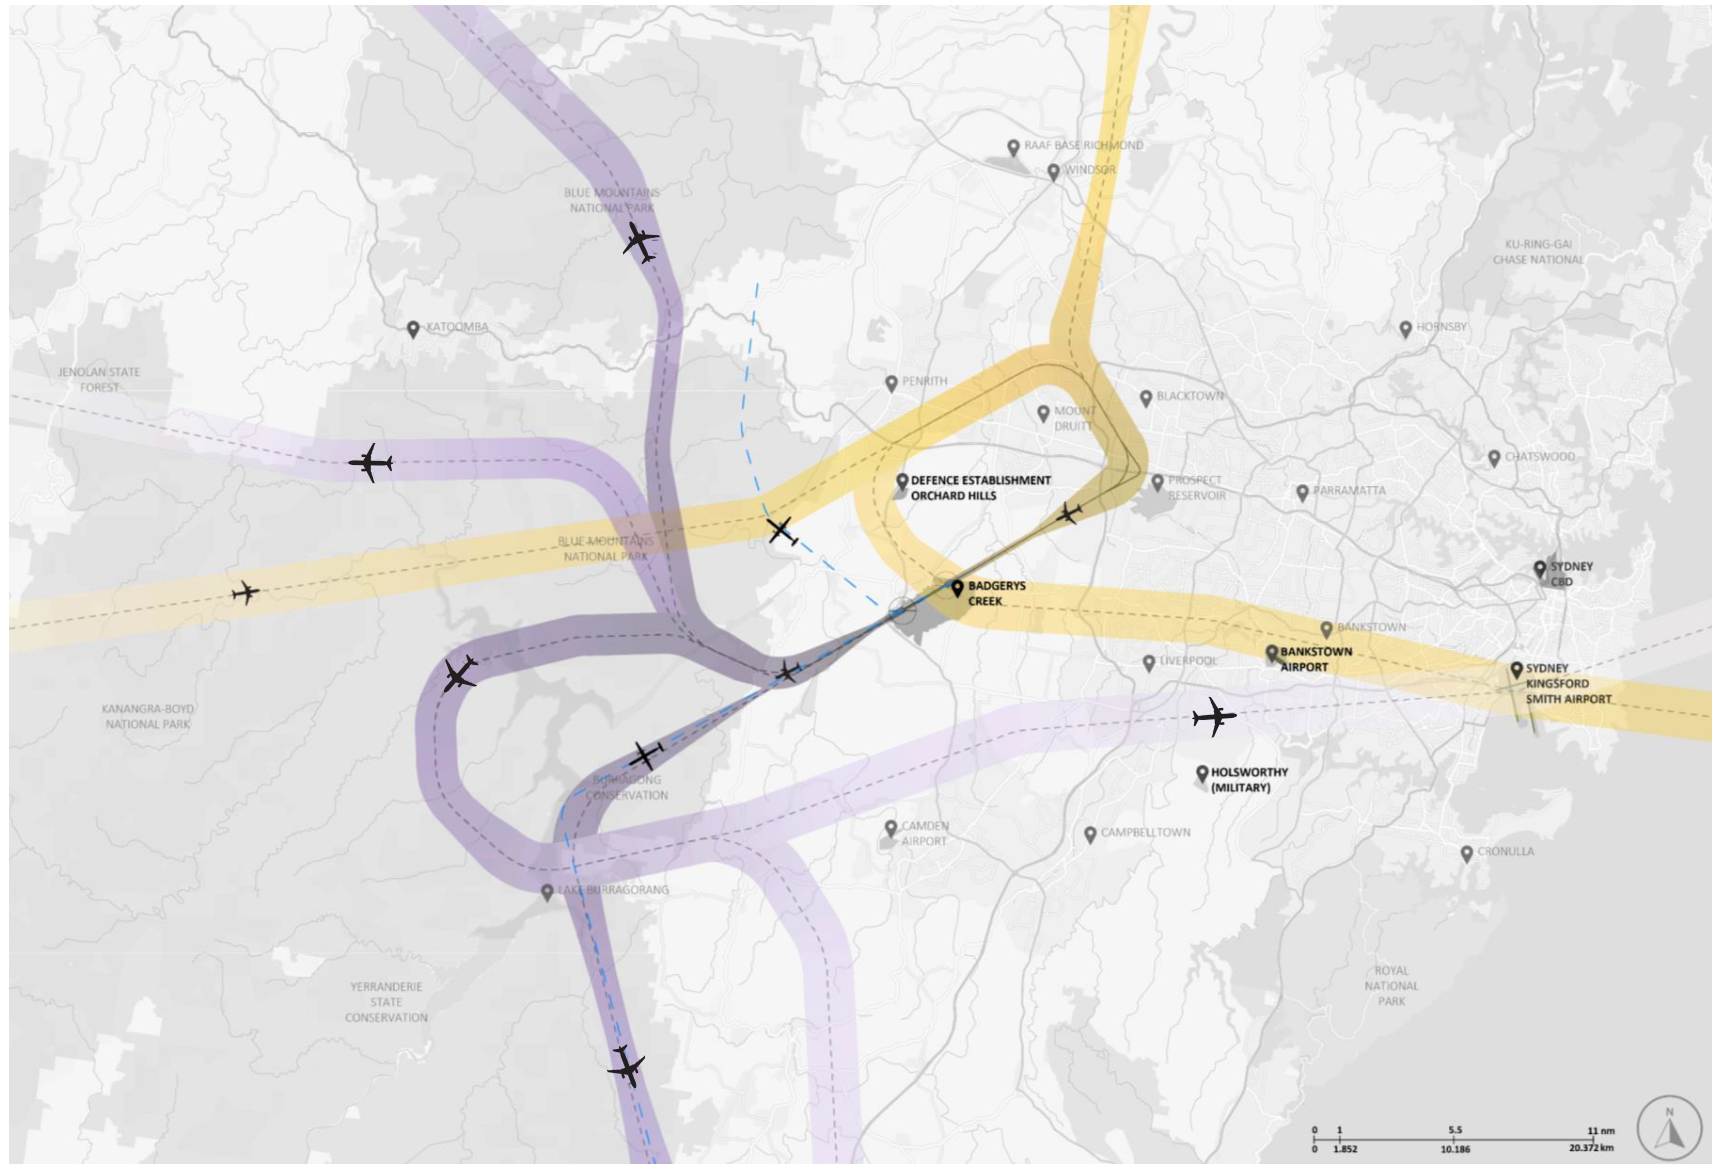 RAAF BASE RICHMOND
WINDSOR
BLUE MOUNTAINS
NATIONAL PARK
KU-RING-GAI
CHASE NATIONAL
KATOOMBA
HORNSBY
JENOLAN STATE
FOREST
PENRITH
BLACKTOWN
MOUNT
DRUITT
CHATSWOOD
DEFENCE ESTABLISHMENT
ORCHARD HILLS
PROSPECT
RESERVOIR
PARRAMATTA
BLUE MOUNTAINS
NATIONAL PARK
SYDNEY
CBD
BADGERYS
CREEK
BANKSTOWN
BANKSTOWN
AIRPORT
LIVERPOOL
SYDNEY
KINGSFORD
SMITH AIRPORT
KANANGRA-BOYD
NATIONAL PARK
HOLSWORTHY
(MILITARY)
BURRAGONG
CONSERVATION
CAMDEN
AIRPORT
CAMPBELLTOWN
CRONULLA
LAKE BURRAGORANG
YERRANDERIE
STATE
CONSERVATION
ROYAL
NATIONAL
PARK
N
0 1 5.5 11 nm
0 1.852 10.186 20.372 km